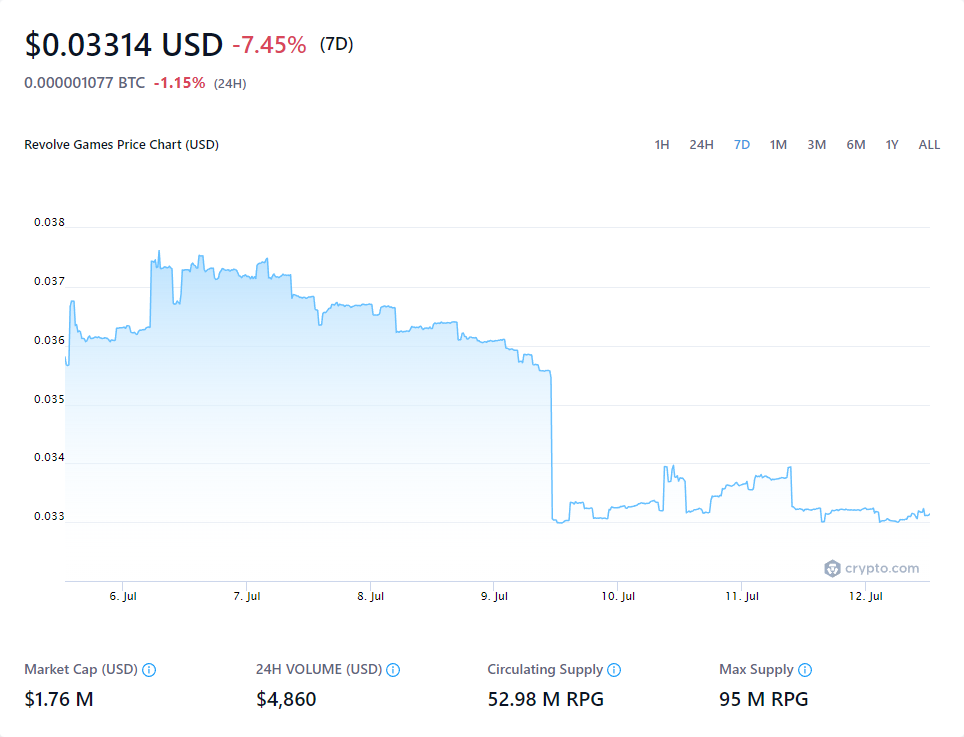 $0.03314 USD -7.45% (7D)
0.000001077 BTC -1.15% (24H)
Revolve Games Price Chart (USD) 1H 24H 7D 1M 3M 6M 1Y ALL
0.038
0.037
0.036
0.035
0.034
0.033
crypto.com
6. Jul 7. Jul 8. Jul 9. Jul 10. Jul 11. Jul 12. Jul
Market Cap (USD) 24H VOLUME (USD) Circulating Supply Max Supply
$1.76 M $4,860 52.98 M RPG 95 M RPG